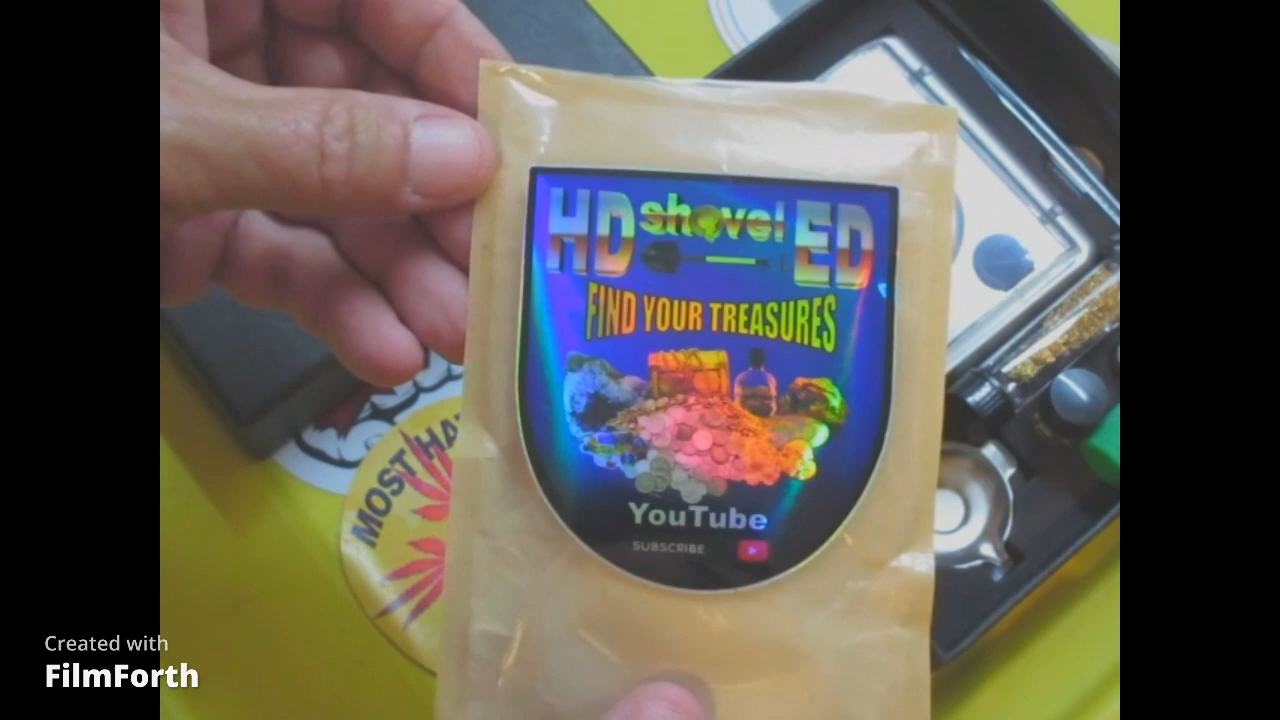 HD shovel ED
FIND YOUR TREASURES
YouTube
SUBSCRIBE
MOST HA
Created with
FilmForth